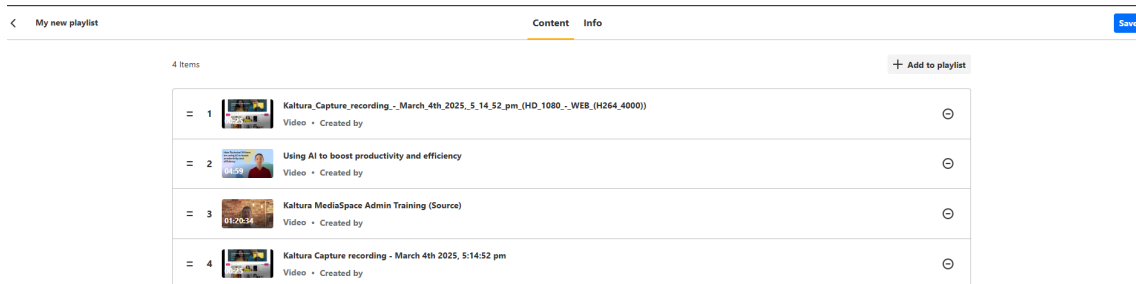 My new playlist
Content Info
Save
4 Items
+ Add to playlist
1 Kaltura_Capture_recording_-_March_4th_2025,_5_14_52_pm_(HD_1080_-_WEB_(H264_4000))
Video • Created by
2 Using AI to boost productivity and efficiency
04:59
Video • Created by
3 Kaltura MediaSpace Admin Training (Source)
01:20:34
Video • Created by
4 Kaltura Capture recording - March 4th 2025, 5:14:52 pm
Video • Created by